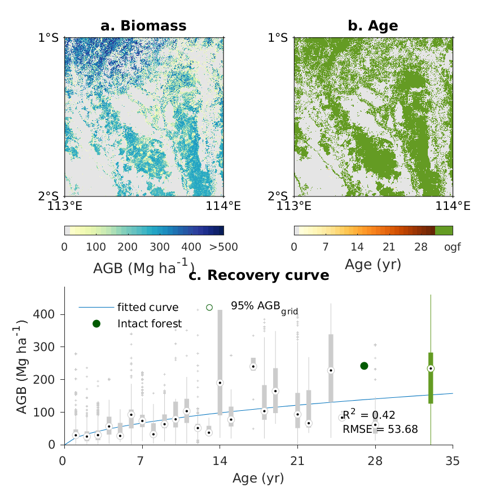 a. Biomass
b. Age
1°S
2°S
113°E
114°E
1°S
2°S
113°E
114°E
0 100 200 300 400 >500
AGB (Mg ha⁻¹)
0 7 14 21 28 ogf
Age (yr)
c. Recovery curve
fitted curve
95% AGB_grid
Intact forest
400
300
200
100
0
AGB (Mg ha⁻¹)
R² = 0.42
RMSE = 53.68
0 7 14 21 28 35
Age (yr)